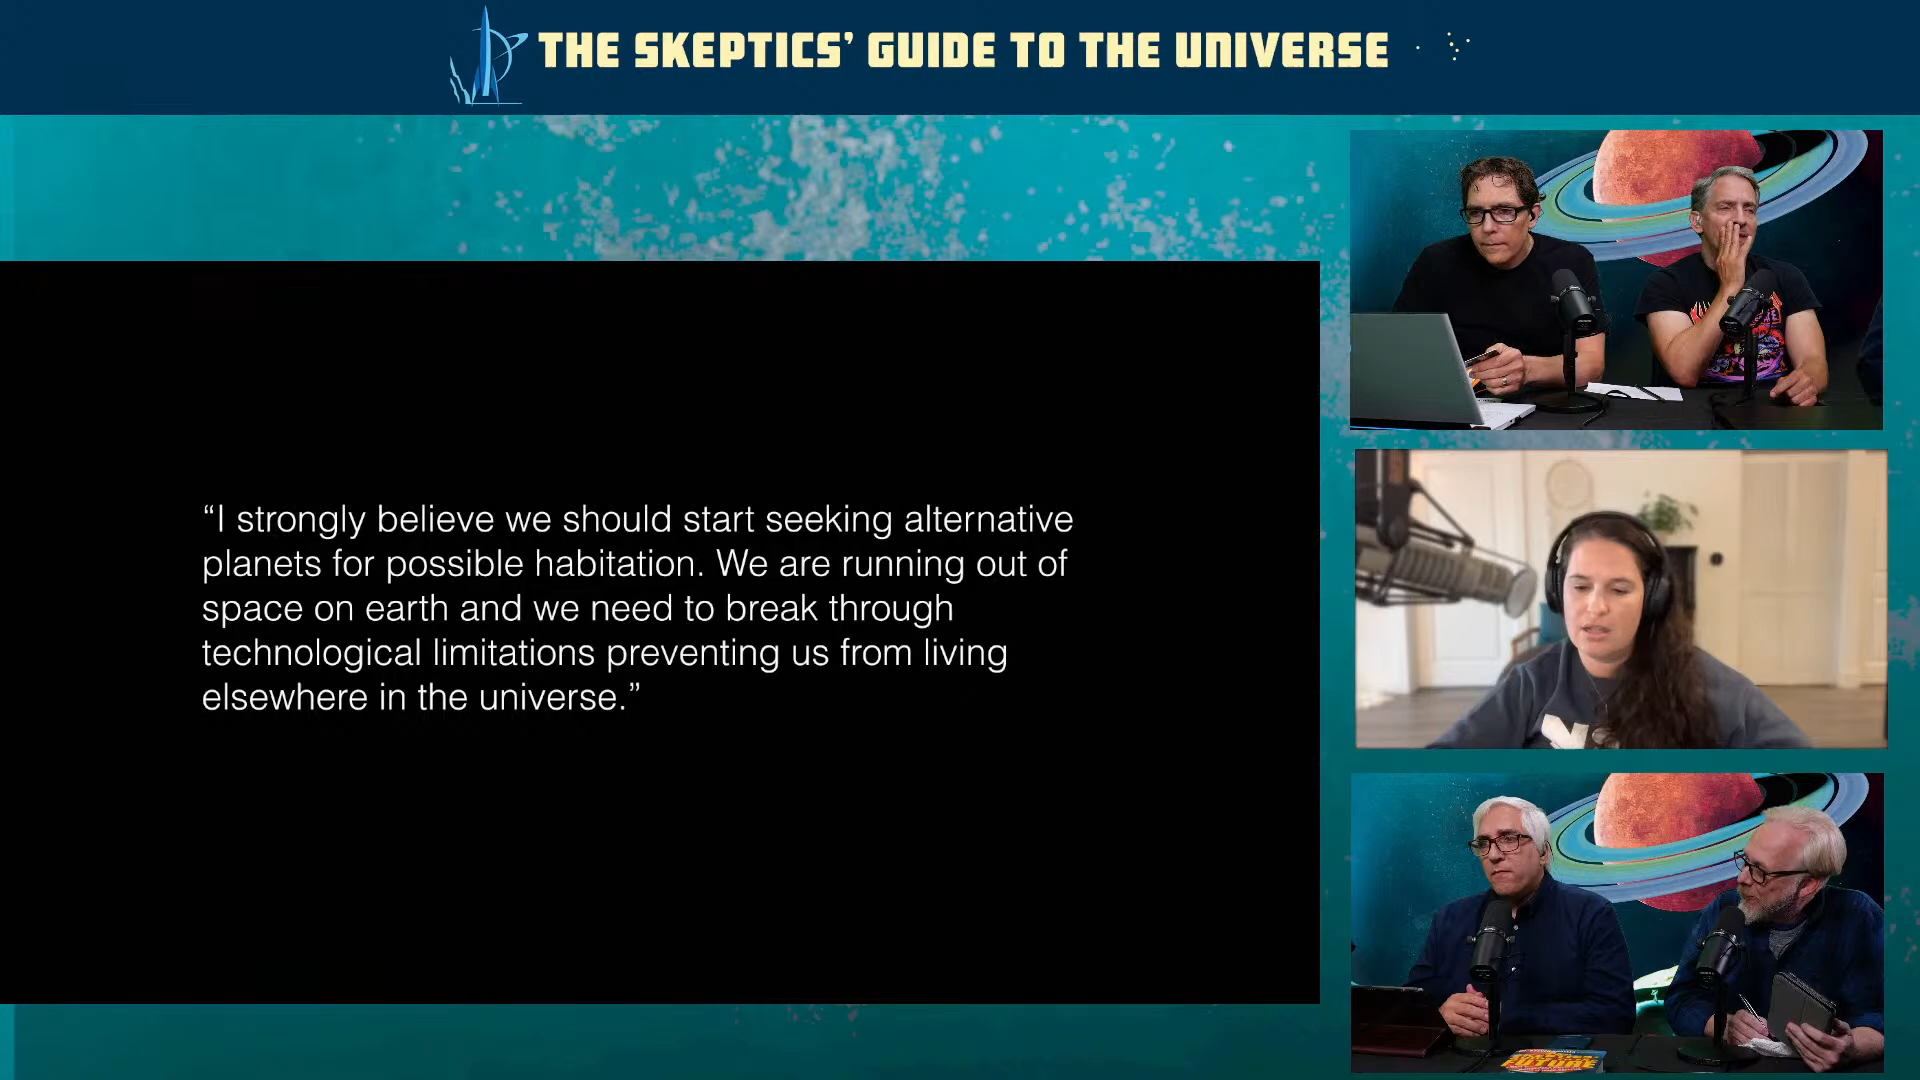 THE SKEPTICS’ GUIDE TO THE UNIVERSE
“I strongly believe we should start seeking alternative
planets for possible habitation. We are running out of
space on earth and we need to break through
technological limitations preventing us from living
elsewhere in the universe.”
FUTURE